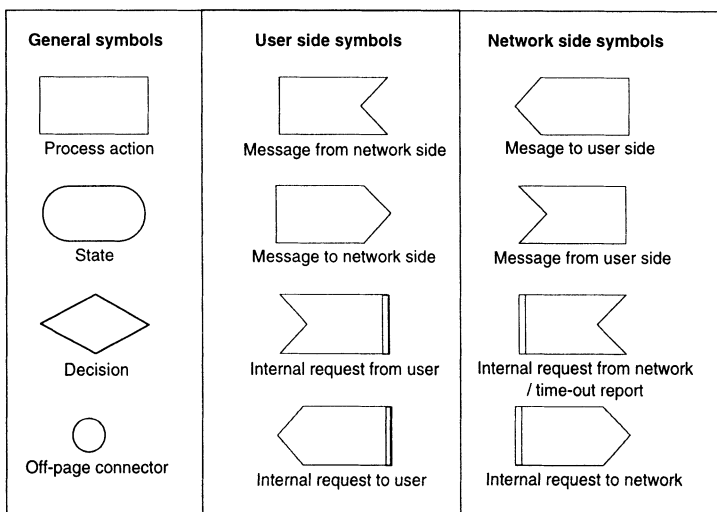 General symbols
Process action
State
Decision
Off-page connector
User side symbols
Message from network side
Message to network side
Internal request from user
Internal request to user
Network side symbols
Mesage to user side
Message from user side
Internal request from network
/ time-out report
Internal request to network